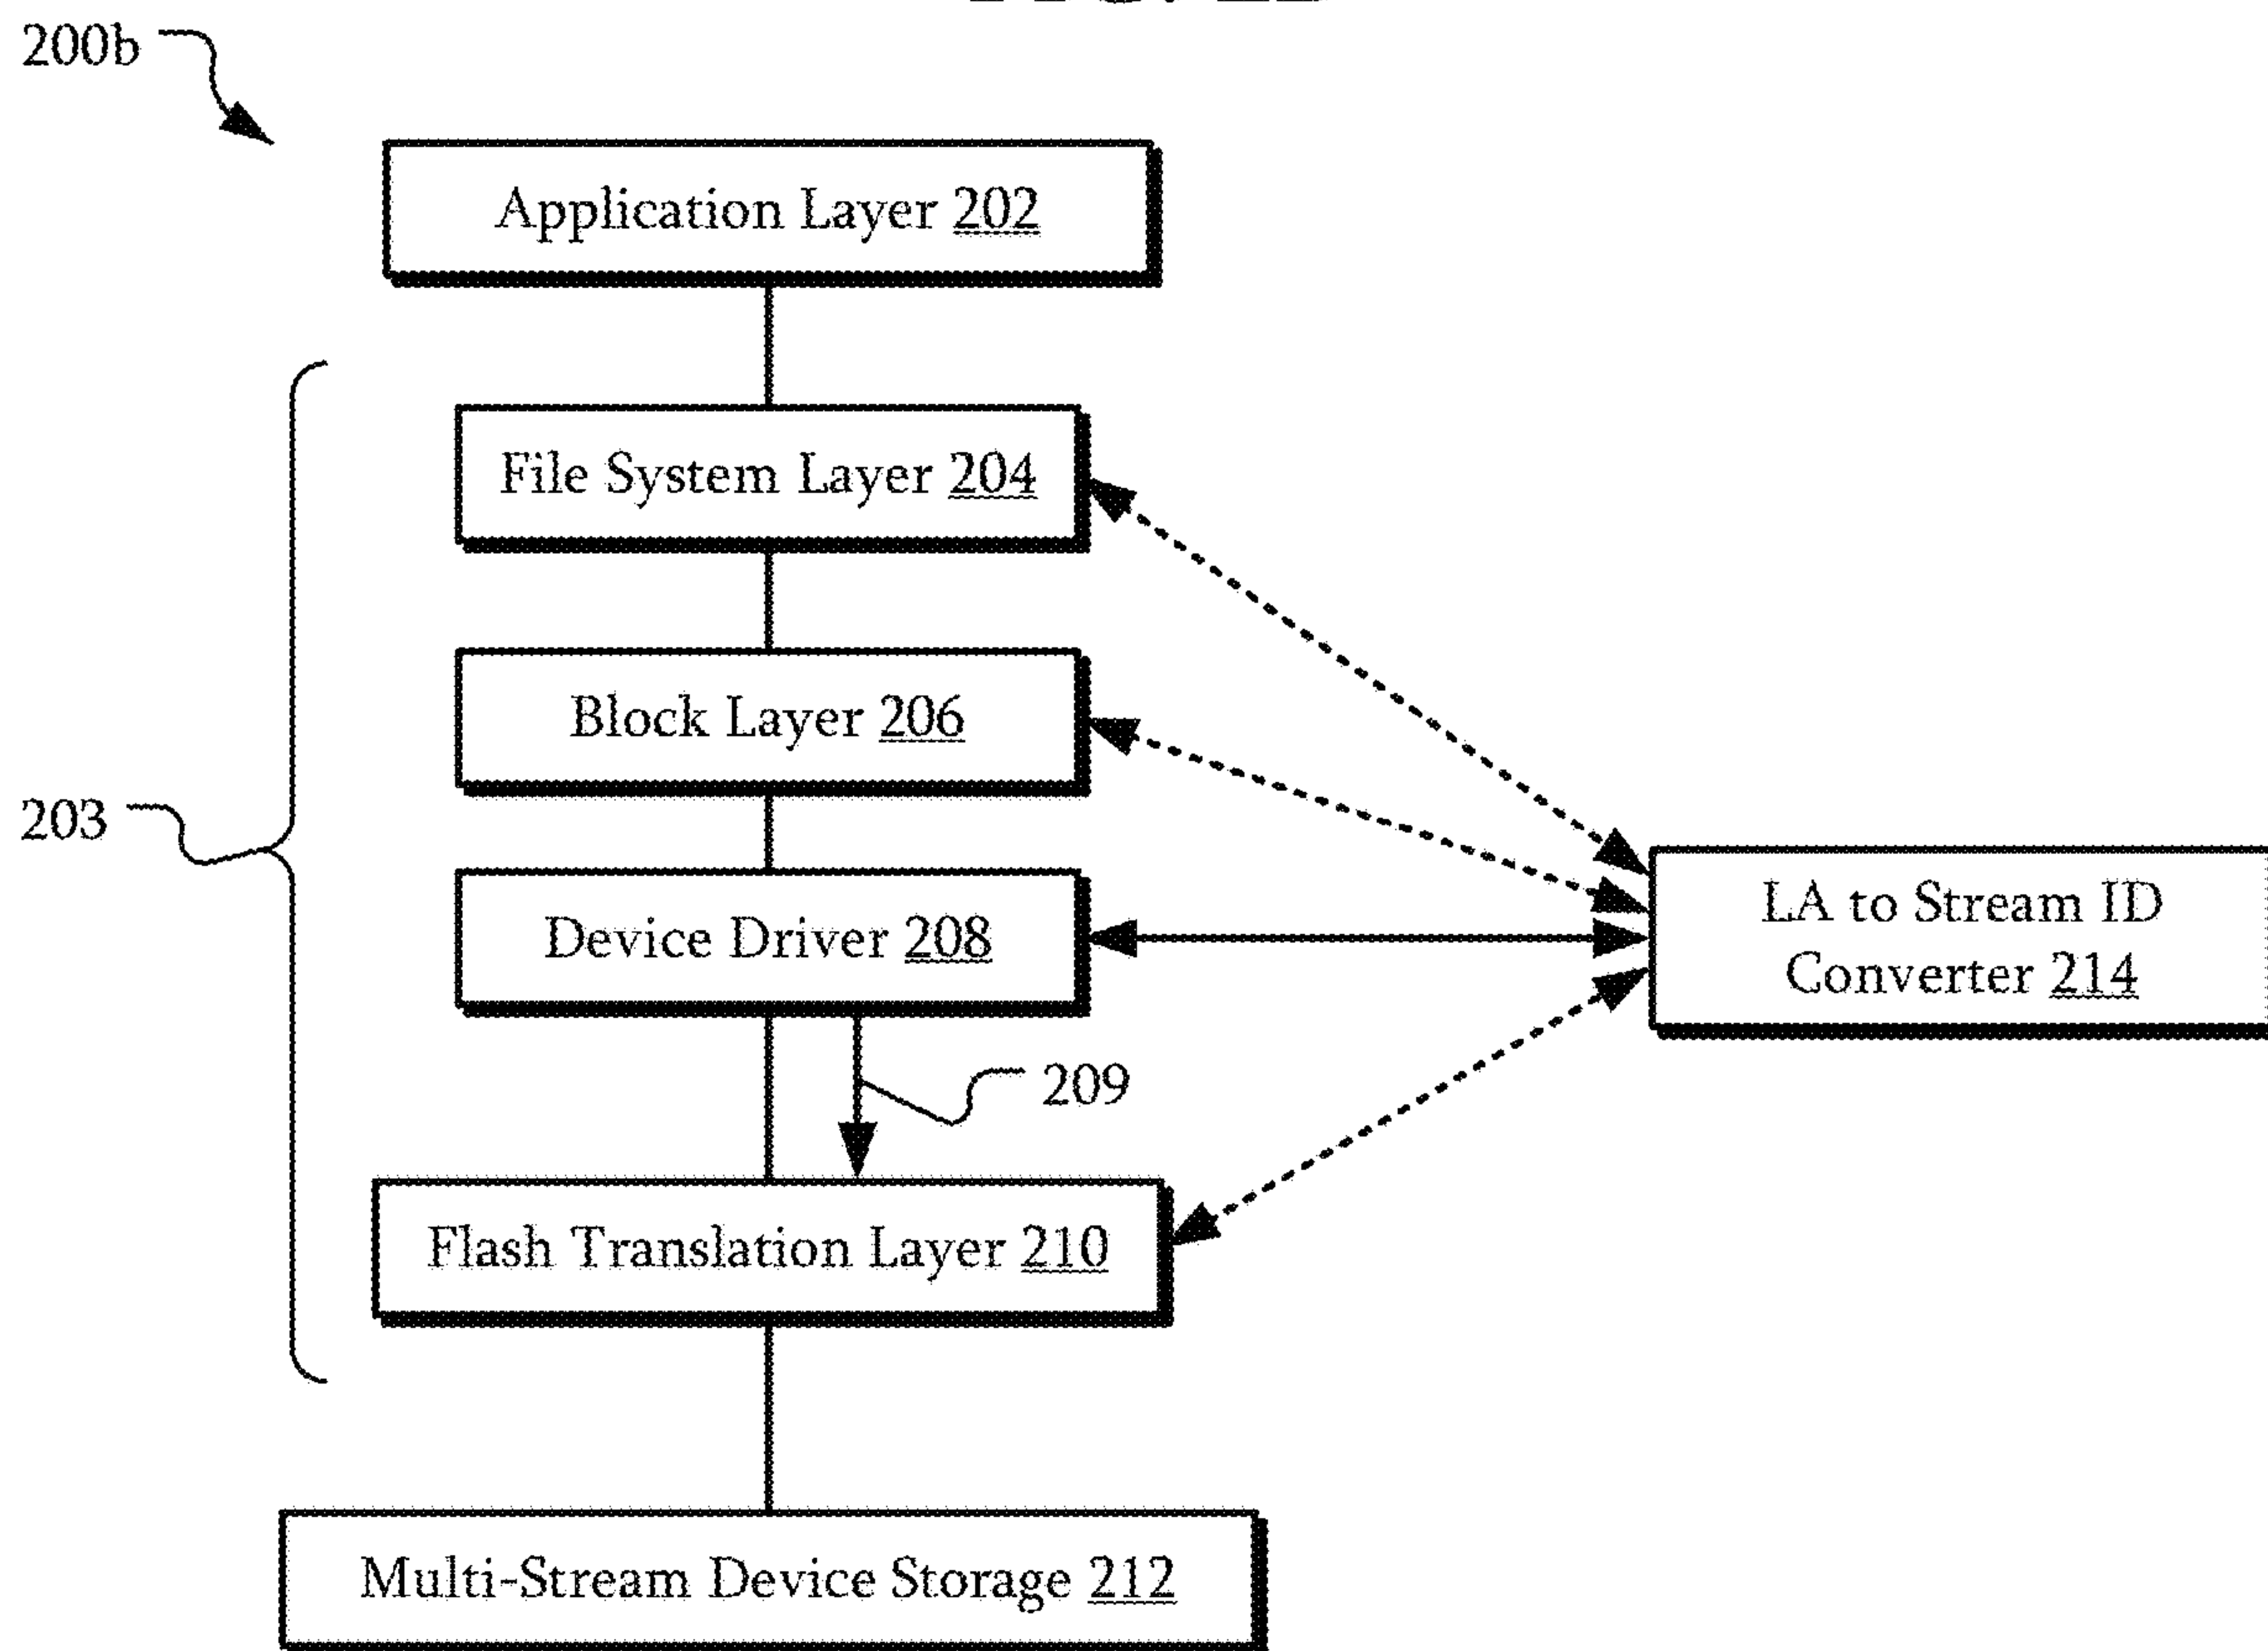 200b
Application Layer 202
File System Layer 204
Block Layer 206
203
Device Driver 208
LA to Stream ID
Converter 214
209
Flash Translation Layer 210
Multi-Stream Device Storage 212